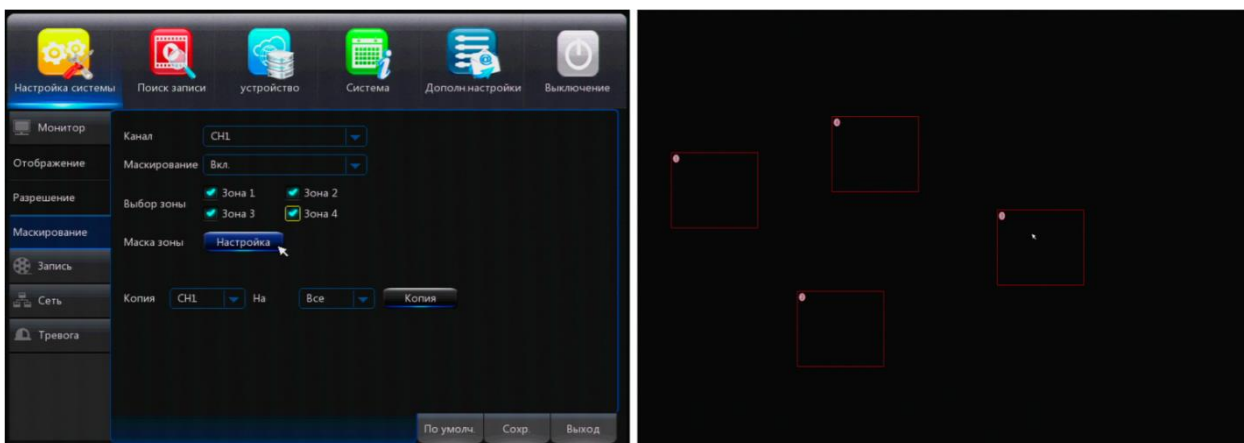 Настройка системы
Поиск записи
устройство
Система
Дополн.настройки
Выключение
Монитор
Отображение
Разрешение
Маскирование
Запись
Сеть
Тревога
Канал CH1
Маскирование Вкл.
Выбор зоны Зона 1 Зона 2
Зона 3 Зона 4
Маска зоны Настройка
Копия CH1 На Все Копия
По умолч. Сохр. Выход